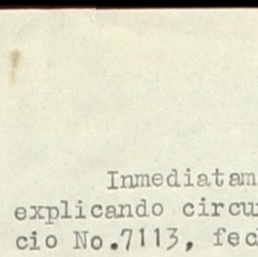 Inmediatam
explicando circu
cio No.7113, fec